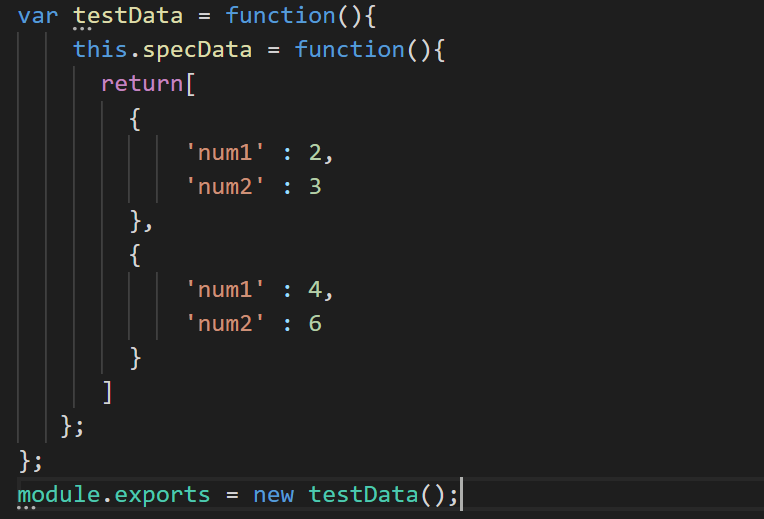 var testData = function(){
this.specData = function(){
return[
{
'num1' : 2,
'num2' : 3
},
{
'num1' : 4,
'num2' : 6
}
]
};
};
module.exports = new testData();